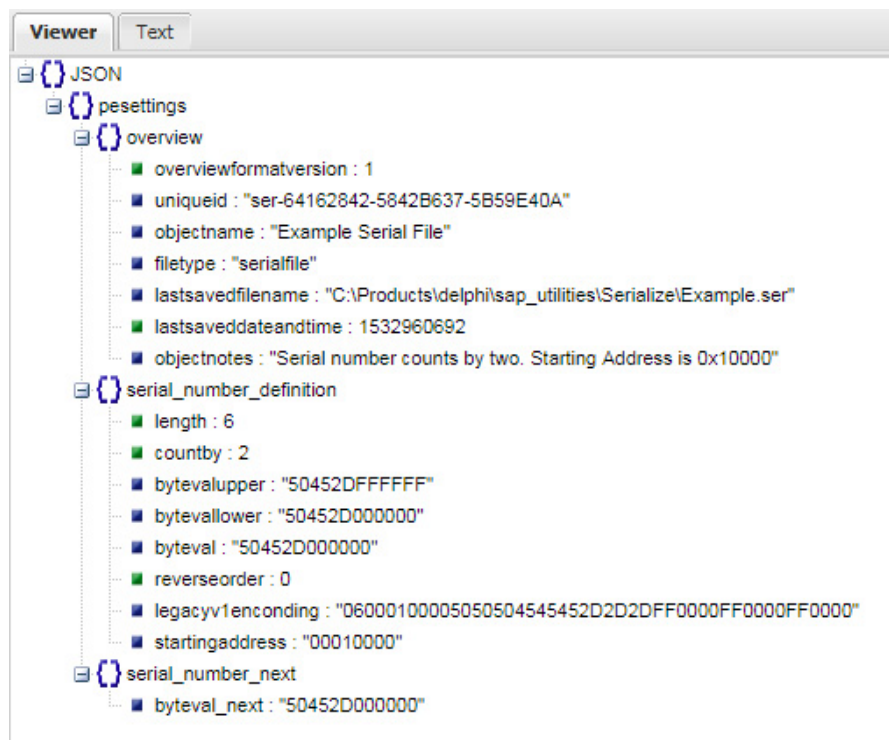 Viewer Text
JSON
pesettings
overview
overviewformatversion : 1
uniqueid : "ser-64162842-5842B637-5B59E40A"
objectname : "Example Serial File"
filetype : "serialfile"
lastsavedfilename : "C:\Products\delphi\sap_utilities\Serialize\Example.ser"
lastsaveddateandtime : 1532960692
objectnotes : "Serial number counts by two. Starting Address is 0x10000"
serial_number_definition
length : 6
countby : 2
bytevalupper : "50452DFFFFFF"
bytevallower : "50452D000000"
byteval : "50452D000000"
reverseorder : 0
legacyv1enconding : "06000100005050504545452D2D2DFF0000FF0000FF0000"
startingaddress : "00010000"
serial_number_next
byteval_next : "50452D000000"